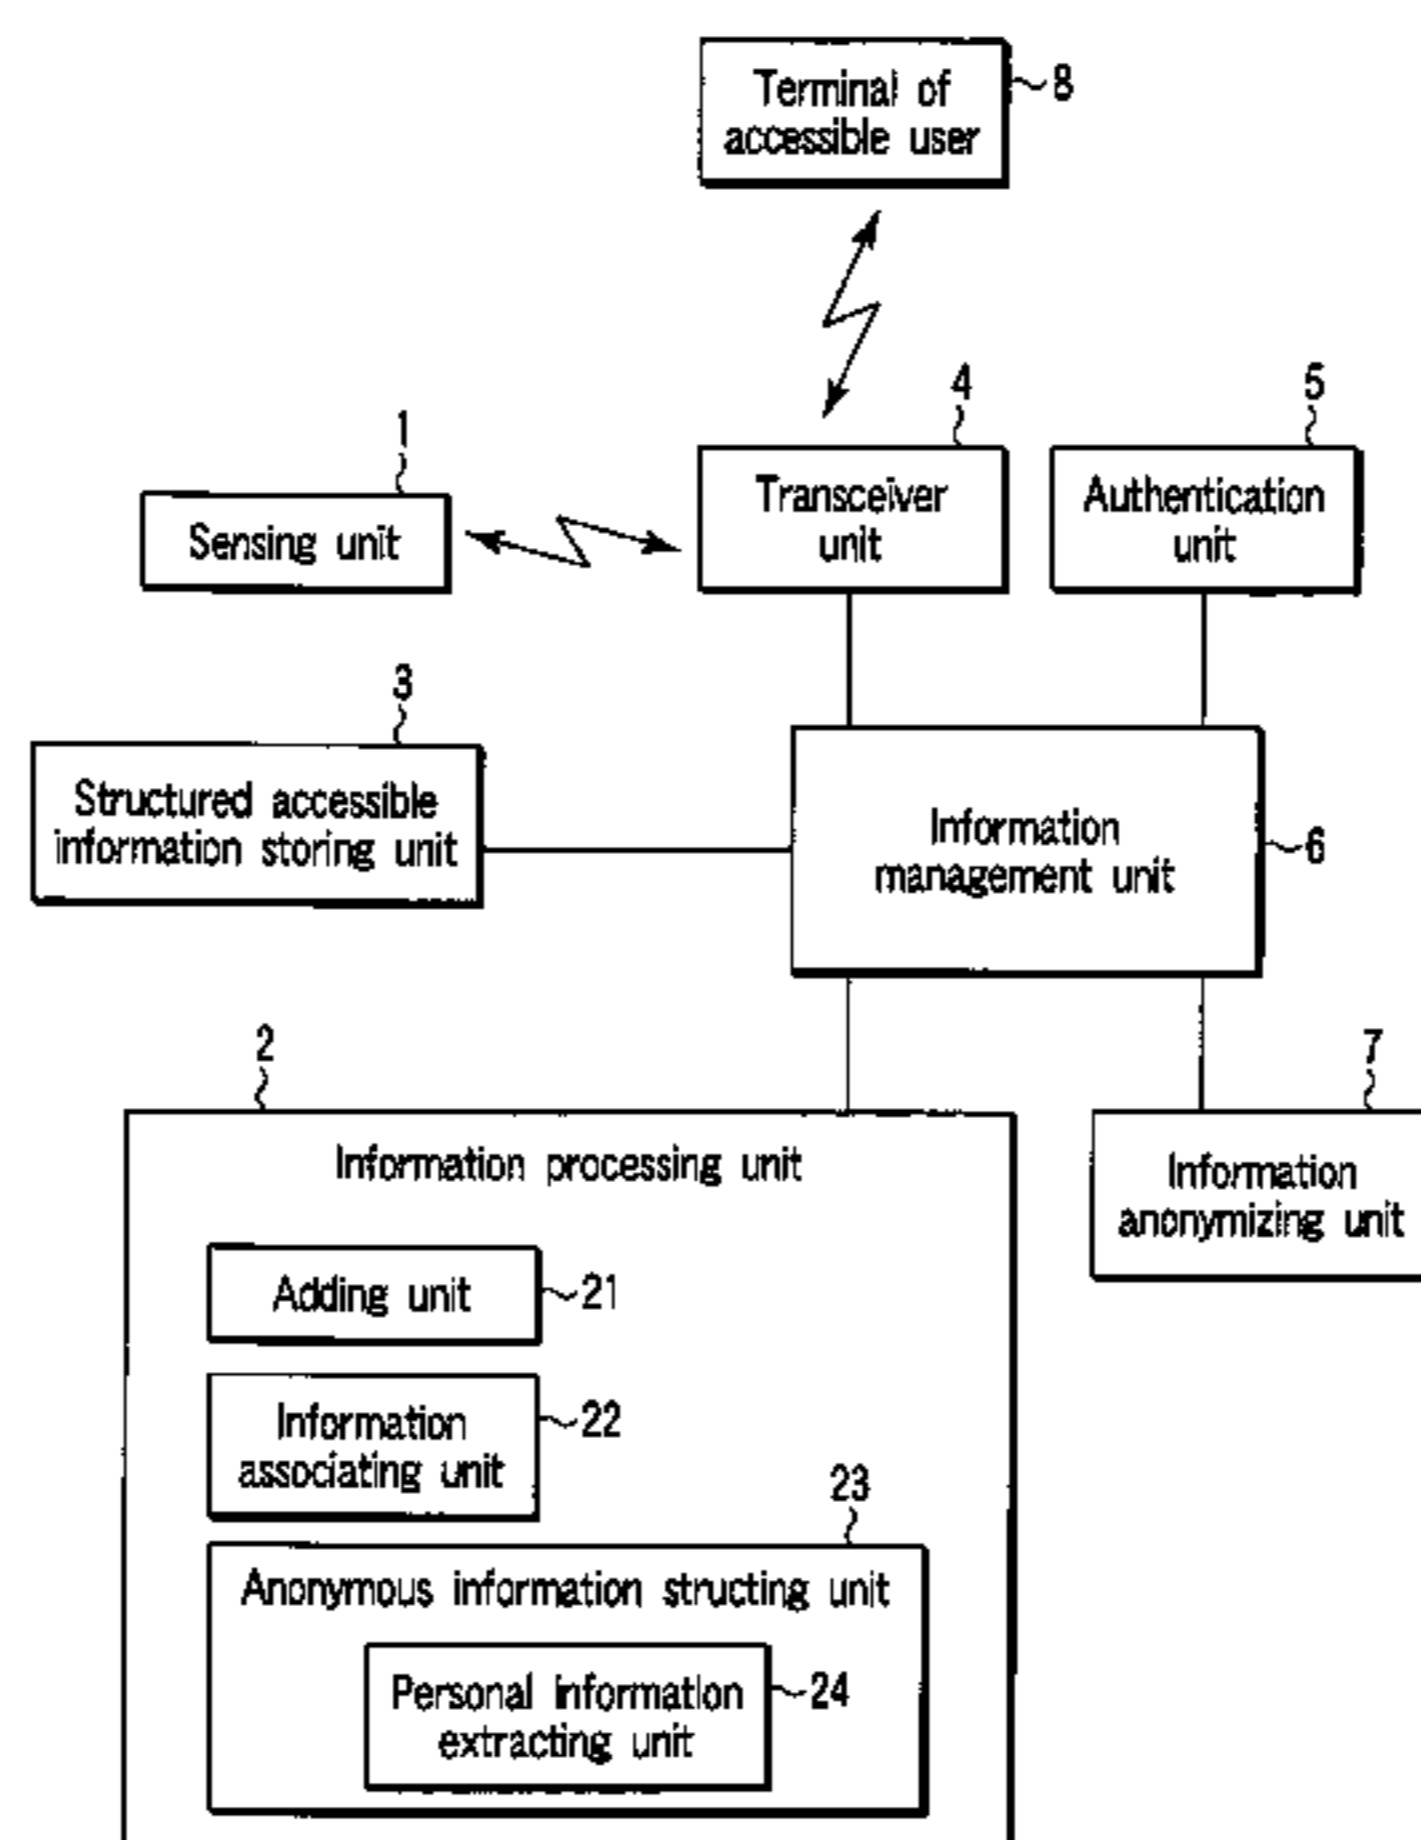 Terminal of
accessible user
8
4
5
1
Transceiver
unit
Authentication
unit
Sensing unit
3
Structured accessible
information storing unit
Information
management unit
6
2
7
Information processing unit
Information
anonymizing unit
Adding unit
21
Information
associating unit
22
23
Anonymous information structing unit
Personal information
extracting unit
24